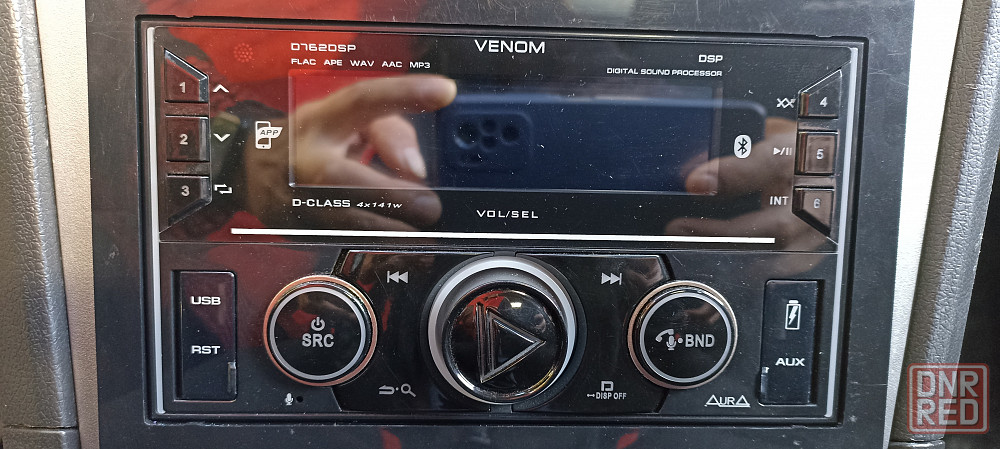 VENOM
D762DSP
FLAC APE WAV AAC MP3
DSP
DIGITAL SOUND PROCESSOR
1
2
3
APP
4
5
6
INT
D-CLASS 4x141w
VOL/SEL
USB
RST
SRC
BND
D
DISP OFF
AUX
AURA
DNR
RED